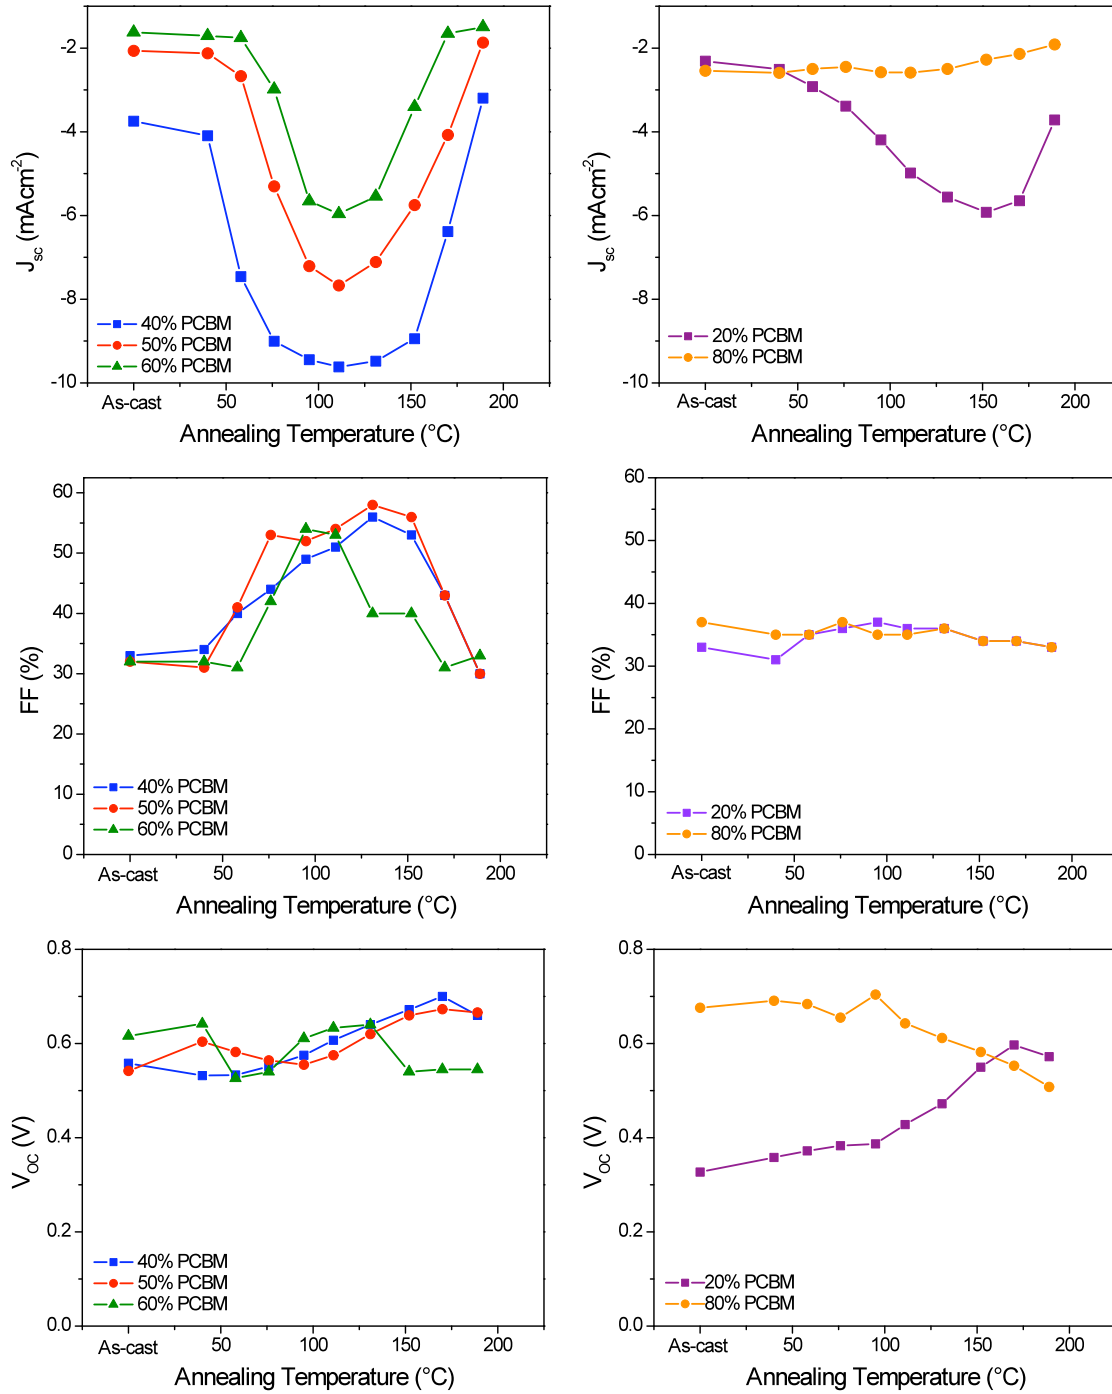 -2
-4
-6
-8
-10
J_sc (mAcm^-2)
40% PCBM
50% PCBM
60% PCBM
As-cast 50 100 150 200
Annealing Temperature (°C)
-2
-4
-6
-8
-10
J_sc (mAcm^-2)
20% PCBM
80% PCBM
As-cast 50 100 150 200
Annealing Temperature (°C)
60
50
40
30
20
10
0
FF (%)
40% PCBM
50% PCBM
60% PCBM
As-cast 50 100 150 200
Annealing Temperature (°C)
60
50
40
30
20
10
0
FF (%)
20% PCBM
80% PCBM
As-cast 50 100 150 200
Annealing Temperature (°C)
0.8
0.6
0.4
0.2
0.0
V_OC (V)
40% PCBM
50% PCBM
60% PCBM
As-cast 50 100 150 200
Annealing Temperature (°C)
0.8
0.6
0.4
0.2
0.0
V_OC (V)
20% PCBM
80% PCBM
As-cast 50 100 150 200
Annealing Temperature (°C)